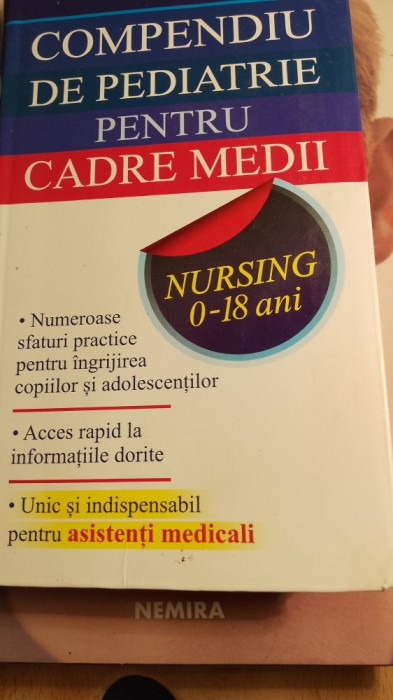 COMPENDIU
DE PEDIATRIE
PENTRU
CADRE MEDII
NURSING
0-18 ani
• Numeroase
sfaturi practice
pentru îngrijirea
copiilor și adolescenților
• Acces rapid la
informațiile dorite
• Unic și indispensabil
pentru asistenți medicali
NEMIRA